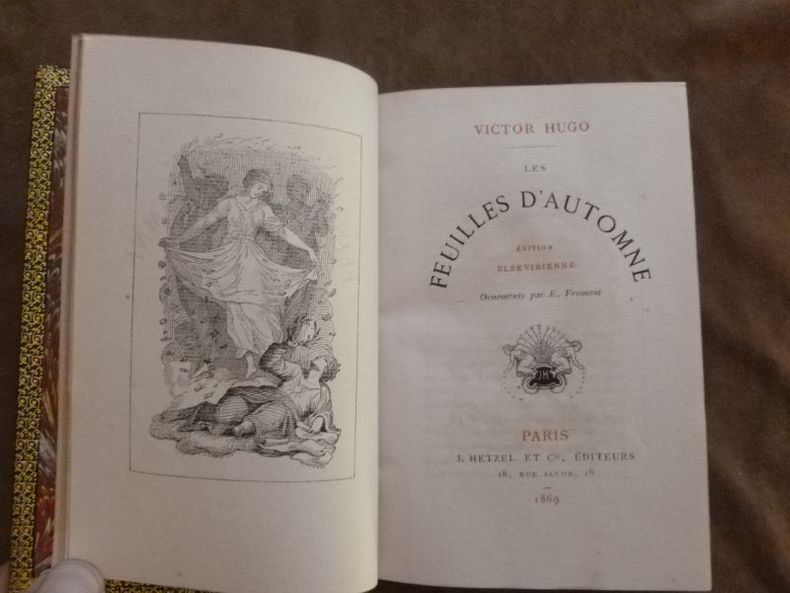 VICTOR HUGO
LES
FEUILLES D'AUTOMNE
ÉDITION
ELZEVIRIENNE
Ornements par E. Froment
PARIS
J. HETZEL ET Cie, ÉDITEURS
18, RUE JACOB, 18
1869